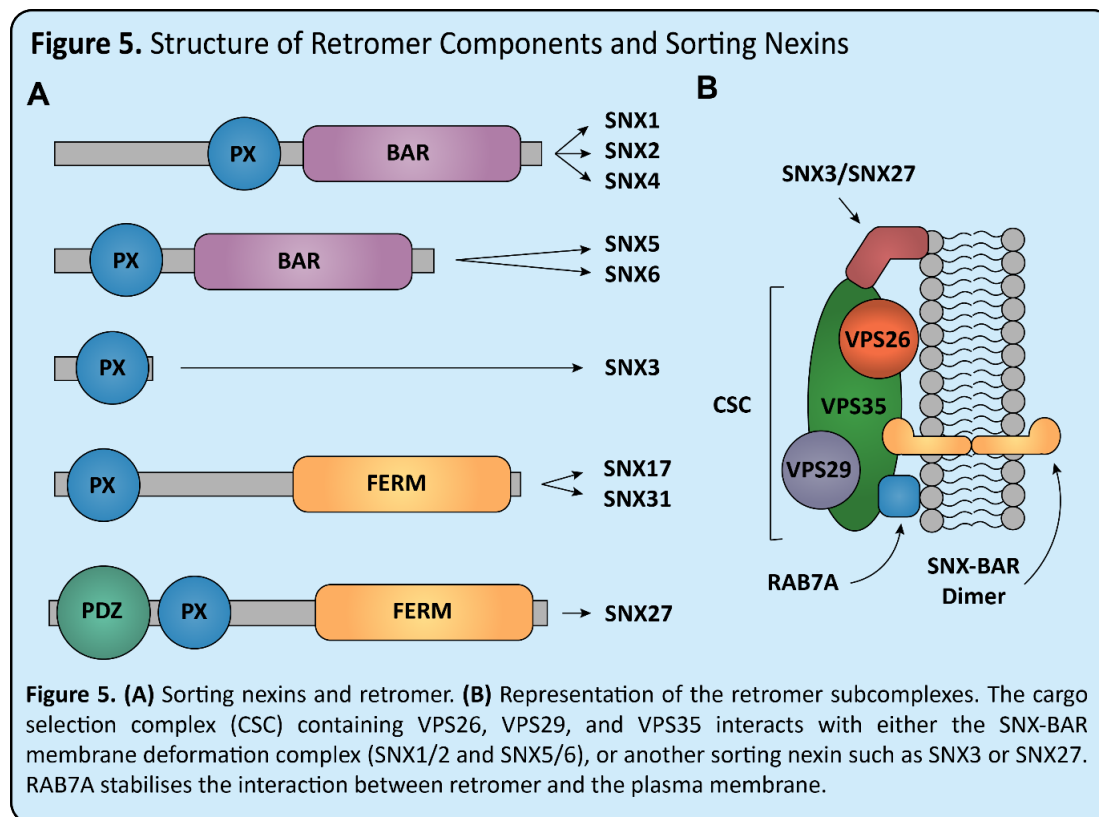 Figure 5. Structure of Retromer Components and Sorting Nexins
A
PX
BAR
SNX1
SNX2
SNX4
PX
BAR
SNX5
SNX6
PX
SNX3
PX
FERM
SNX17
SNX31
PDZ
PX
FERM
SNX27
B
SNX3/SNX27
VPS26
CSC
VPS35
VPS29
RAB7A
SNX-BAR
Dimer
Figure 5. (A) Sorting nexins and retromer. (B) Representation of the retromer subcomplexes. The cargo
selection complex (CSC) containing VPS26, VPS29, and VPS35 interacts with either the SNX-BAR
membrane deformation complex (SNX1/2 and SNX5/6), or another sorting nexin such as SNX3 or SNX27.
RAB7A stabilises the interaction between retromer and the plasma membrane.